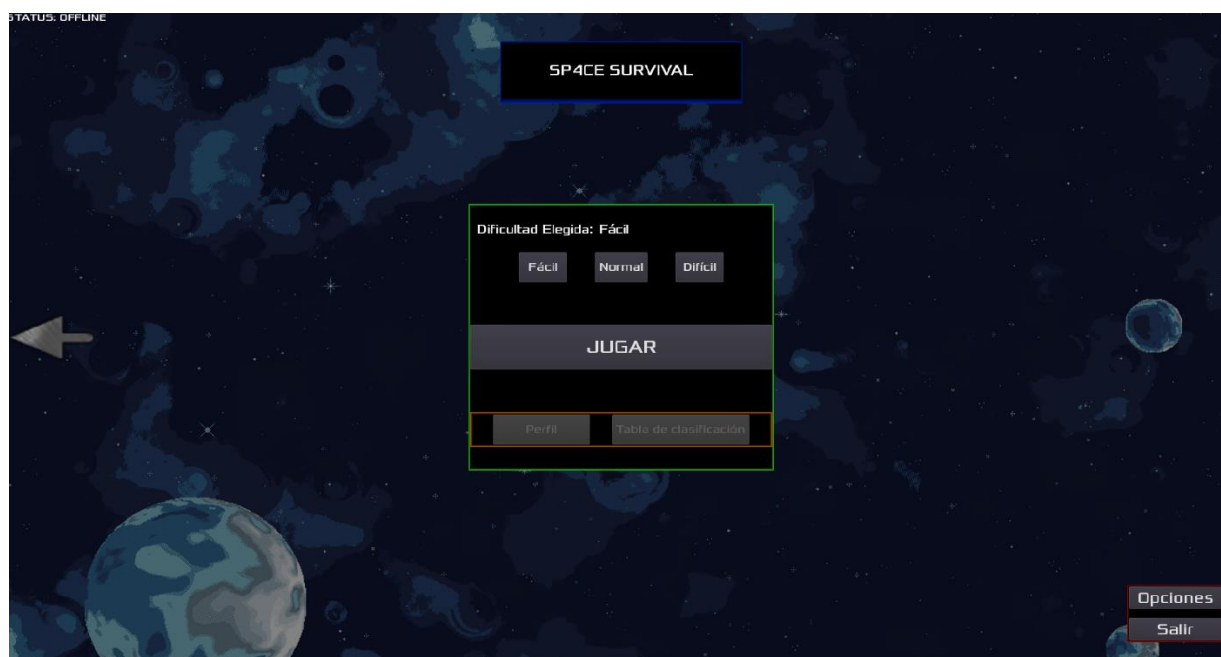 STATUS: OFFLINE
SP4CE SURVIVAL
Dificultad Elegida: Fácil
Fácil Normal Difícil
JUGAR
Perfil Tabla de clasificación
Opciones
Salir